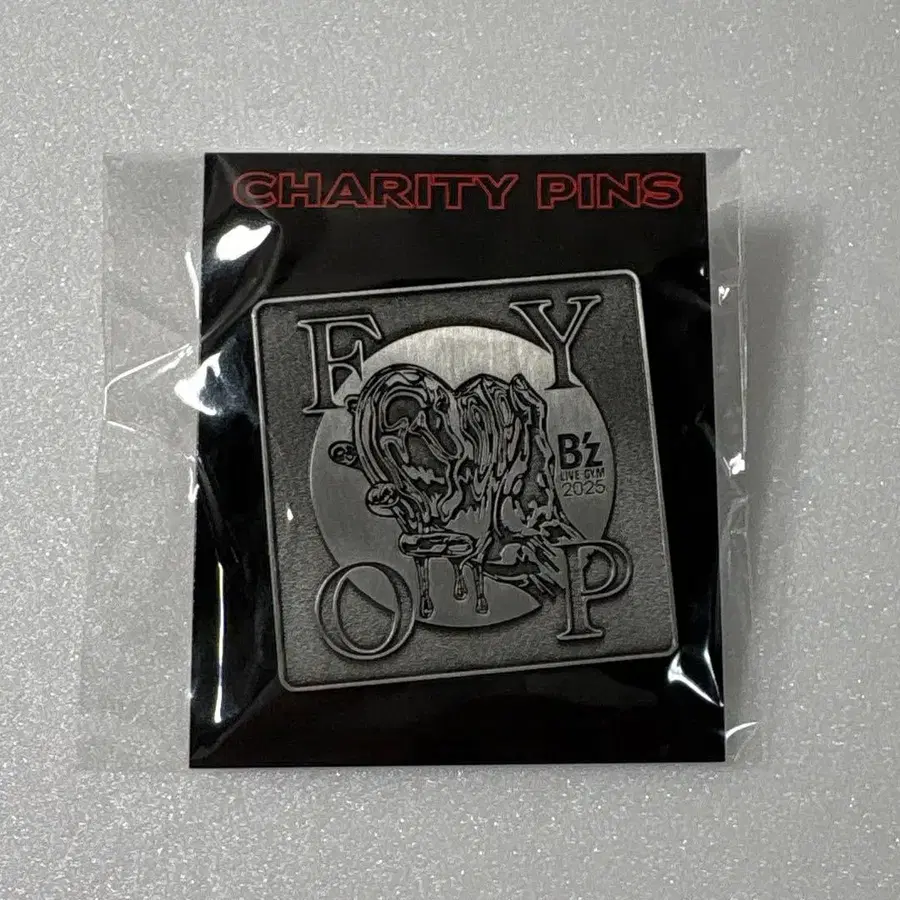 CHARITY PINS
F Y
B'z
LIVE-GYM
2025
O P